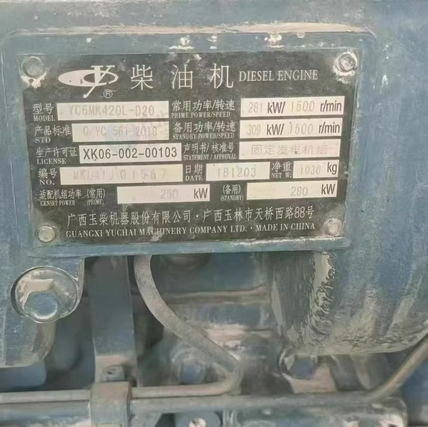 柴油机 DIESEL ENGINE
型号 MODEL YC6MK420L-D20 常用功率/转速 PRIME POWER/SPEED 281 kW/1500 r/min
产品标准 STD Q/YC 561-2018 备用功率/转速 STANDBY POWER/SPEED 309 kW/1500 r/min
生产许可证 LICENSE XK06-002-00103 声明书/核准号 STATEMENT/APPROVAL 固定发电机组
编号 NO. 日期 DATE 181203 净重 N.W. 1030 kg
适配机组功率(常用) GENSET POWER (PRIME) 250 kW (备用) (STANDBY) 280 kW
广西玉柴机器股份有限公司·广西玉林市天桥西路88号
GUANGXI YUCHAI MACHINERY COMPANY LTD. · MADE IN CHINA